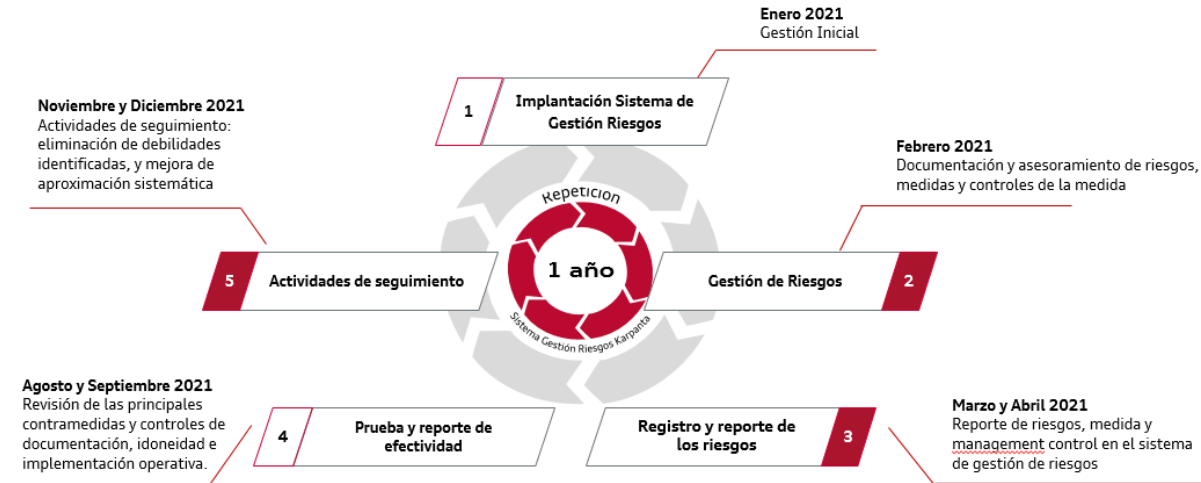 Enero 2021
Gestión Inicial
1
Implantación Sistema de
Gestión Riesgos
Noviembre y Diciembre 2021
Actividades de seguimiento:
eliminación de debilidades
identificadas, y mejora de
aproximación sistemática
Febrero 2021
Documentación y asesoramiento de riesgos,
medidas y controles de la medida
Repetición
1 año
Sistema Gestión Riesgos Karpanta
5
Actividades de seguimiento
Gestión de Riesgos
2
Agosto y Septiembre 2021
Revisión de las principales
contramedidas y controles de
documentación, idoneidad e
implementación operativa.
4
Prueba y reporte de
efectividad
Registro y reporte de
los riesgos
3
Marzo y Abril 2021
Reporte de riesgos, medida y
management control en el sistema
de gestión de riesgos